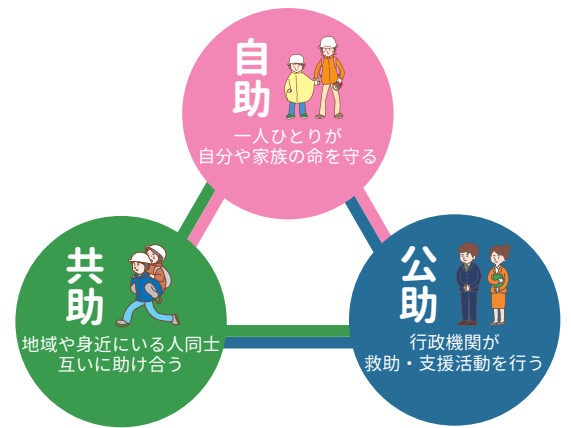 自助
一人ひとりが
自分や家族の命を守る
共助
地域や身近にいる人同士
互いに助け合う
公助
行政機関が
救助・支援活動を行う